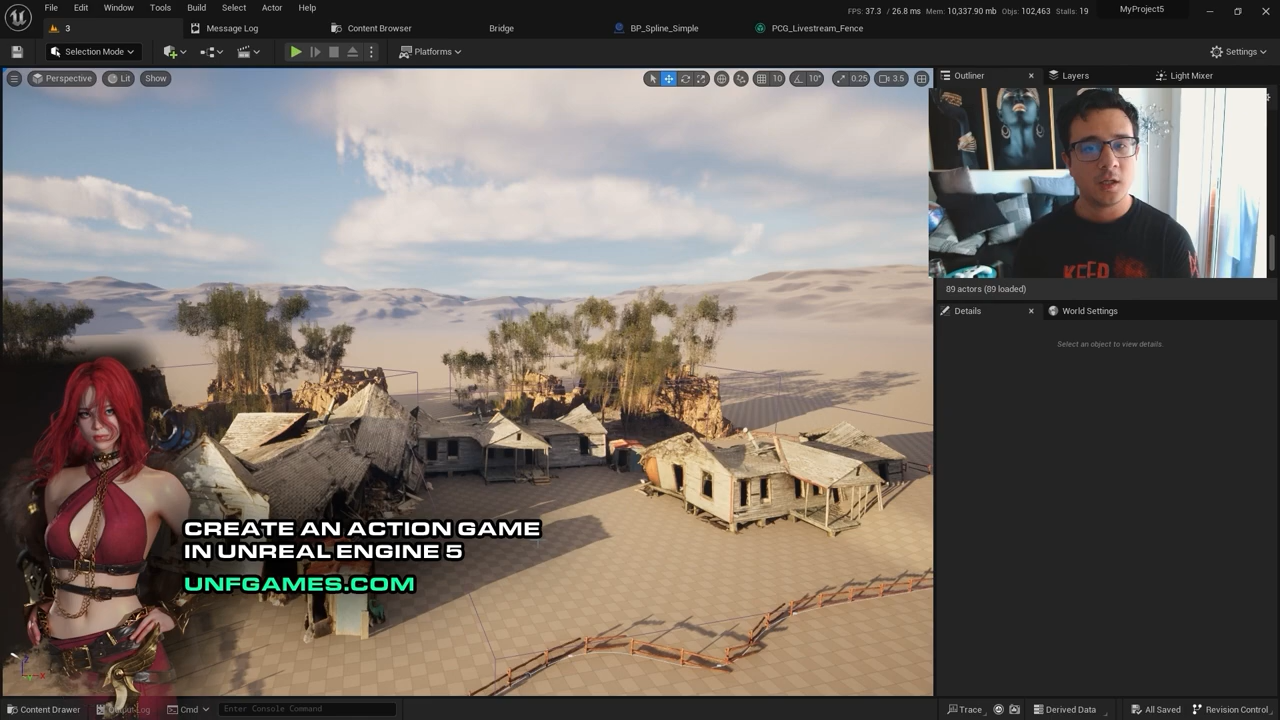 File Edit Window Tools Build Select Actor Help
FPS: 37.3 / 26.8 ms Mem: 10,337.90 mb Objs: 102,463 Stalls: 19
MyProject5
3
Message Log
Content Browser
Bridge
BP_Spline_Simple
PCG_Livestream_Fence
Selection Mode
Platforms
Settings
Perspective
Lit
Show
10
10°
0.25
3.5
Outliner
Layers
Light Mixer
KEEP
89 actors (89 loaded)
Details
World Settings
Select an object to view details.
CREATE AN ACTION GAME
IN UNREAL ENGINE 5
UNFGAMES.COM
Content Drawer
Output Log
Cmd
Enter Console Command
Trace
Derived Data
All Saved
Revision Control